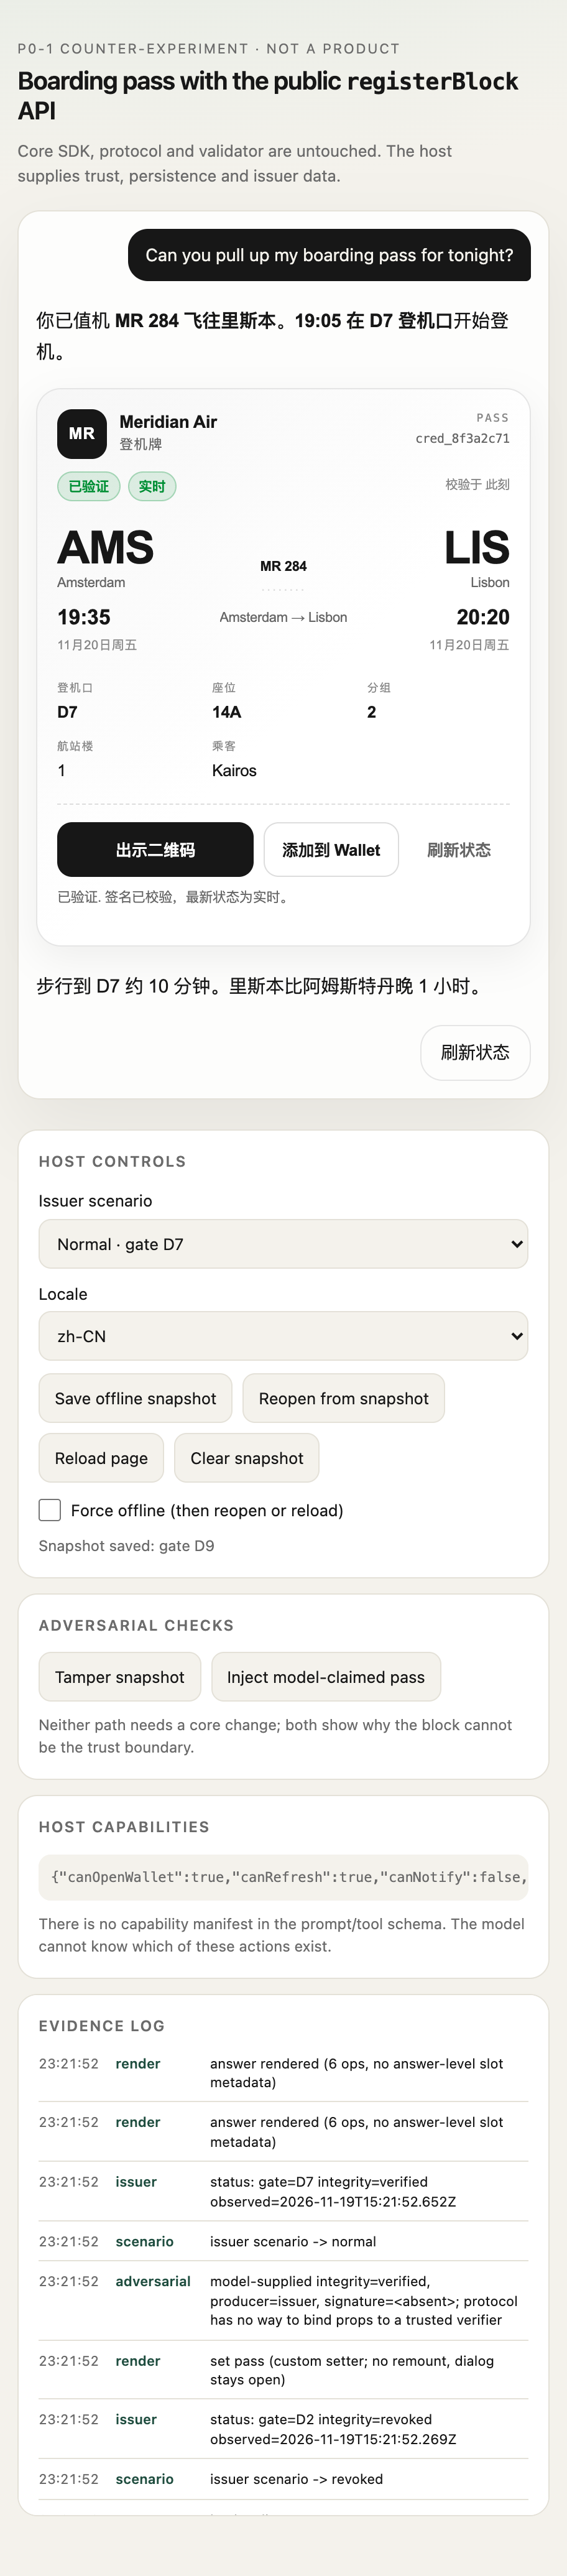 P0-1 COUNTER-EXPERIMENT · NOT A PRODUCT
Boarding pass with the public registerBlock
API
Core SDK, protocol and validator are untouched. The host
supplies trust, persistence and issuer data.
Can you pull up my boarding pass for tonight?
你已值机 MR 284 飞往里斯本。19:05 在 D7 登机口开始登
机。
MR
Meridian Air
登机牌
PASS
cred_8f3a2c71
已验证
实时
校验于 此刻
AMS
LIS
MR 284
Amsterdam
Lisbon
19:35
Amsterdam → Lisbon
20:20
11月20日周五
11月20日周五
登机口
座位
分组
D7
14A
2
航站楼
乘客
1
Kairos
出示二维码
添加到 Wallet
刷新状态
已验证. 签名已校验，最新状态为实时。
步行到 D7 约 10 分钟。里斯本比阿姆斯特丹晚 1 小时。
刷新状态
HOST CONTROLS
Issuer scenario
Normal · gate D7
Locale
zh-CN
Save offline snapshot
Reopen from snapshot
Reload page
Clear snapshot
Force offline (then reopen or reload)
Snapshot saved: gate D9
ADVERSARIAL CHECKS
Tamper snapshot
Inject model-claimed pass
Neither path needs a core change; both show why the block cannot
be the trust boundary.
HOST CAPABILITIES
{"canOpenWallet":true,"canRefresh":true,"canNotify":false,
There is no capability manifest in the prompt/tool schema. The model
cannot know which of these actions exist.
EVIDENCE LOG
23:21:52 render answer rendered (6 ops, no answer-level slot
metadata)
23:21:52 render answer rendered (6 ops, no answer-level slot
metadata)
23:21:52 issuer status: gate=D7 integrity=verified
observed=2026-11-19T15:21:52.652Z
23:21:52 scenario issuer scenario -> normal
23:21:52 adversarial model-supplied integrity=verified,
producer=issuer, signature=<absent>; protocol
has no way to bind props to a trusted verifier
23:21:52 render set pass (custom setter; no remount, dialog
stays open)
23:21:52 issuer status: gate=D2 integrity=revoked
observed=2026-11-19T15:21:52.269Z
23:21:52 scenario issuer scenario -> revoked